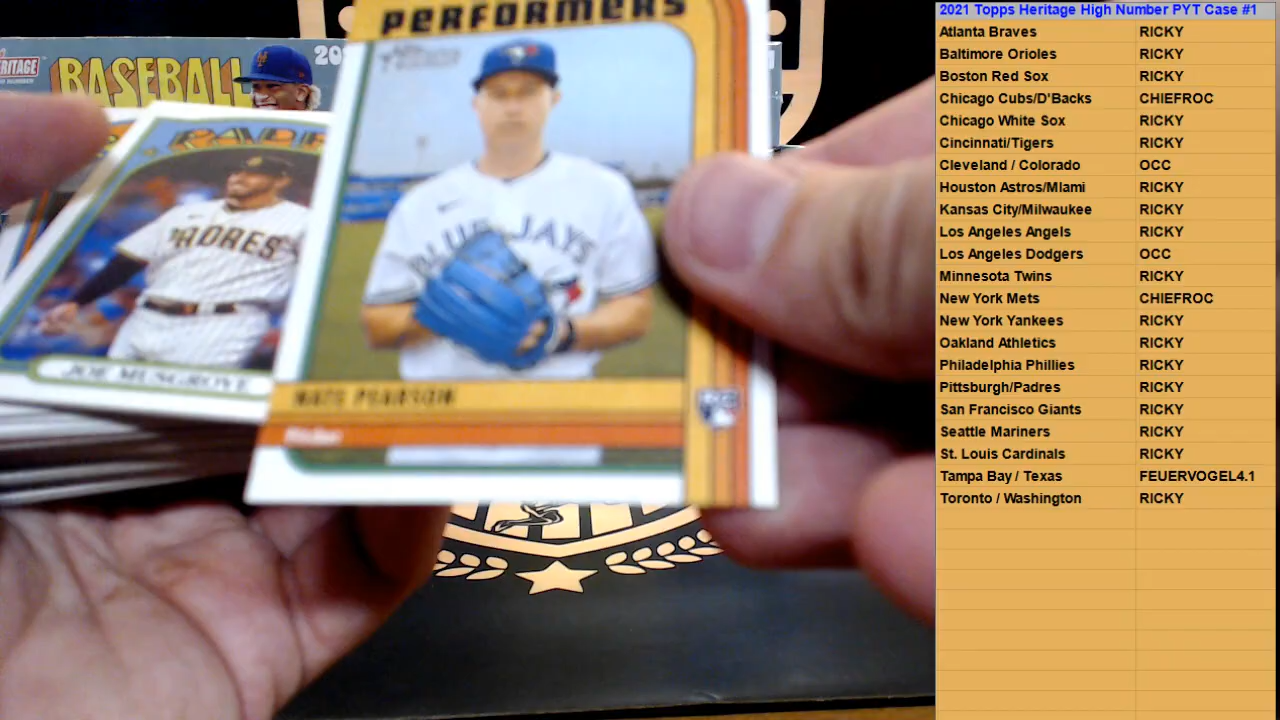 PERFORMERS
Heritage
HERITAGE
BASEBALL
20
PADRE
PADRES
BLUE JAYS
JOE MUSGROVE
NATE PEARSON
Pitcher
RC
2021 Topps Heritage High Number PYT Case #1
Atlanta Braves RICKY
Baltimore Orioles RICKY
Boston Red Sox RICKY
Chicago Cubs/D'Backs CHIEFROC
Chicago White Sox RICKY
Cincinnati/Tigers RICKY
Cleveland / Colorado OCC
Houston Astros/MIami RICKY
Kansas City/Milwaukee RICKY
Los Angeles Angels RICKY
Los Angeles Dodgers OCC
Minnesota Twins RICKY
New York Mets CHIEFROC
New York Yankees RICKY
Oakland Athletics RICKY
Philadelphia Phillies RICKY
Pittsburgh/Padres RICKY
San Francisco Giants RICKY
Seattle Mariners RICKY
St. Louis Cardinals RICKY
Tampa Bay / Texas FEUERVOGEL4.1
Toronto / Washington RICKY